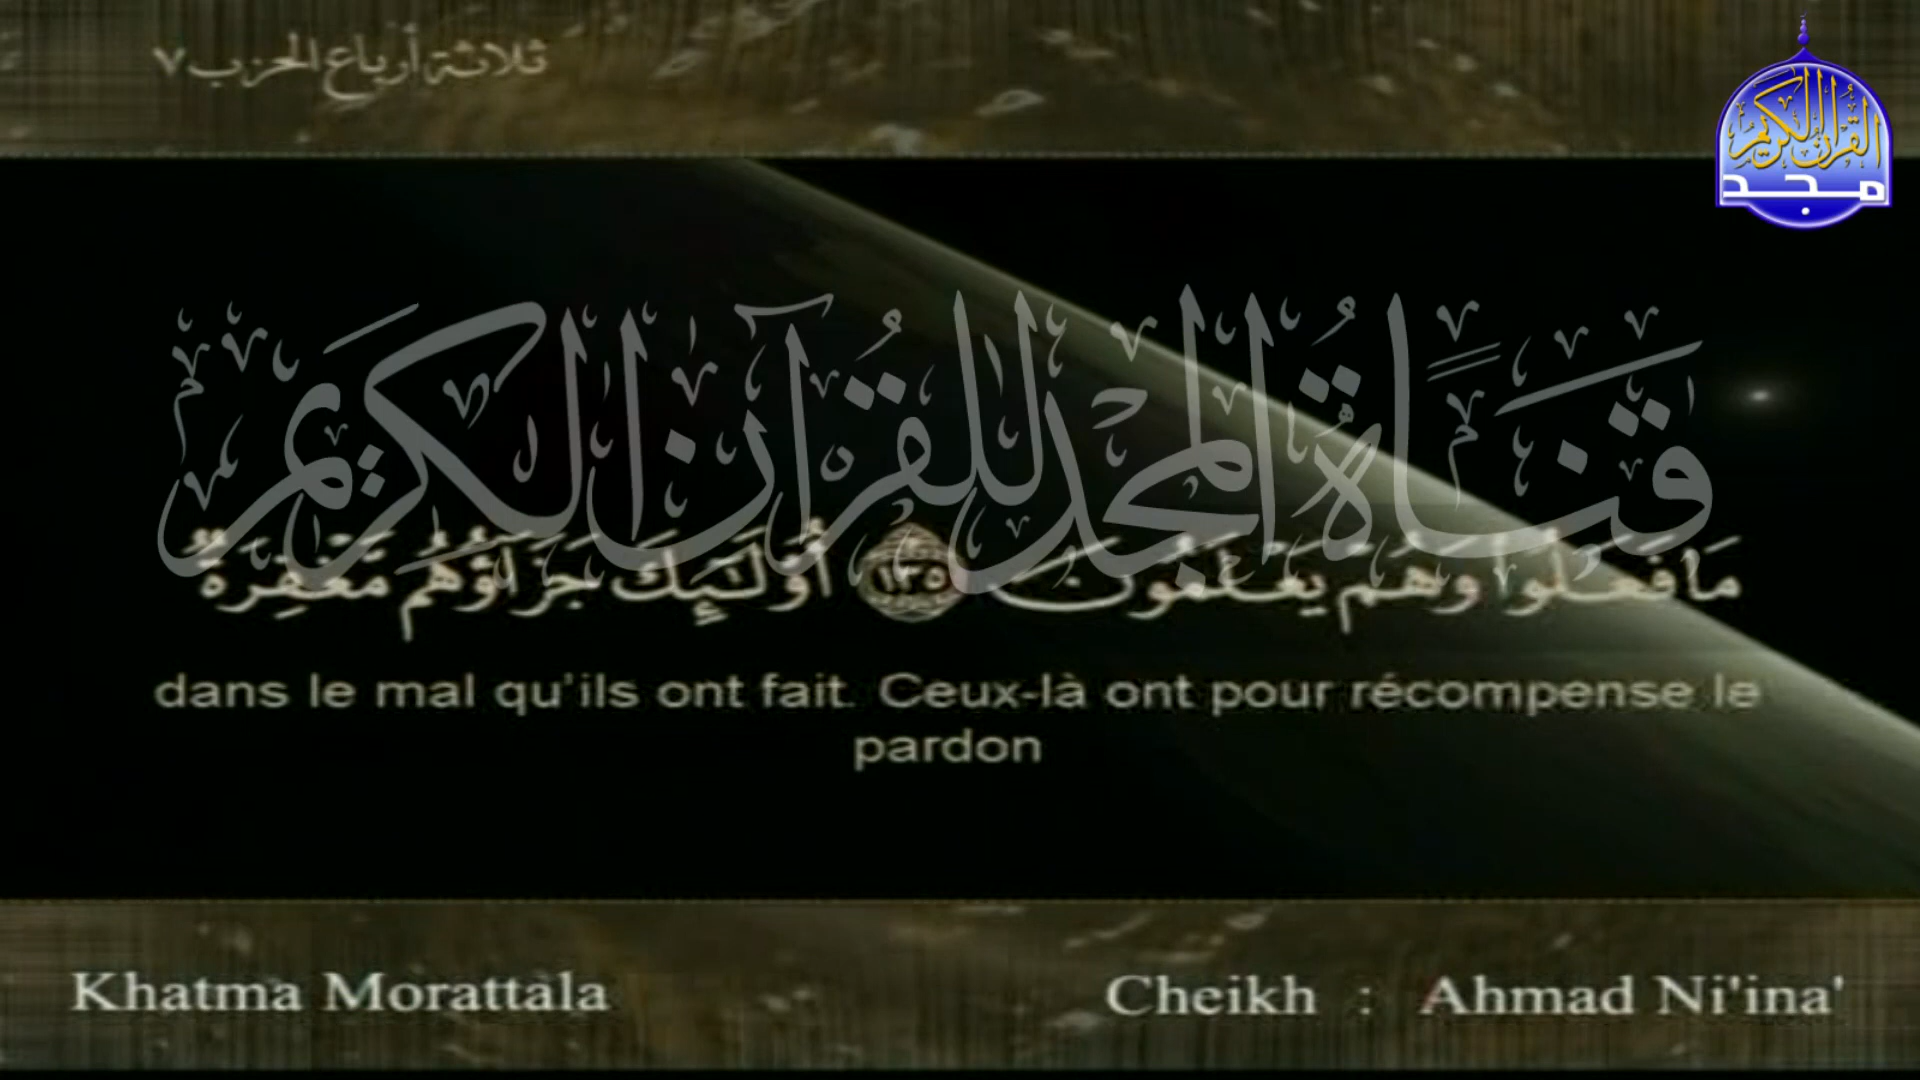 ثلاثة أرباع الحزب ٧
القرآن الكريم
مجد
قناة المجد للقرآن الكريم
مَا فَعَلُوا وَهُمْ يَعْلَمُونَ ١٣٥ أُوْلَٰٓئِكَ جَزَآؤُهُم مَّغْفِرَةٌ
dans le mal qu'ils ont fait. Ceux-là ont pour récompense le
pardon
Khatma Morattala
Cheikh : Ahmad Ni'ina'